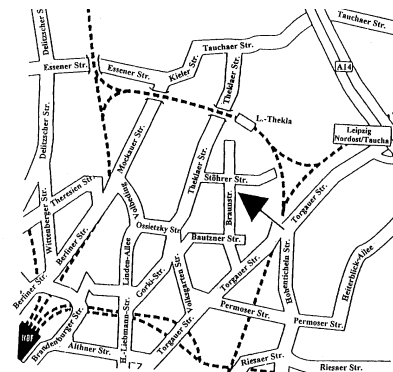 Tauchaer Str.
Delitzscher Str.
Tauchaer Str.
Essener Str.
Essener Str.
Kieler Str.
Theklaer Str.
A14
L.-Thekla
Leipzig
Nordost/Taucha
Delitzscher Str.
Mockauer Str.
Theklaer Str.
Theresien Str.
Stöhrer Str.
Braunstr.
Torgauer Str.
Wittenberger Str.
Ossietzky Str.
Bautzner Str.
Berliner Str.
Linden-Allee
Gorki-Str.
Volksgarten Str.
Torgauer Str.
Hohenticheln Str.
Heiterblick-Allee
Berliner Str.
Permoser Str.
Permoser Str.
HBF
Brandenburger Str.
H.-Liebmann-Str.
Torgauer Str.
Riesaer Str.
Riesaer Str.